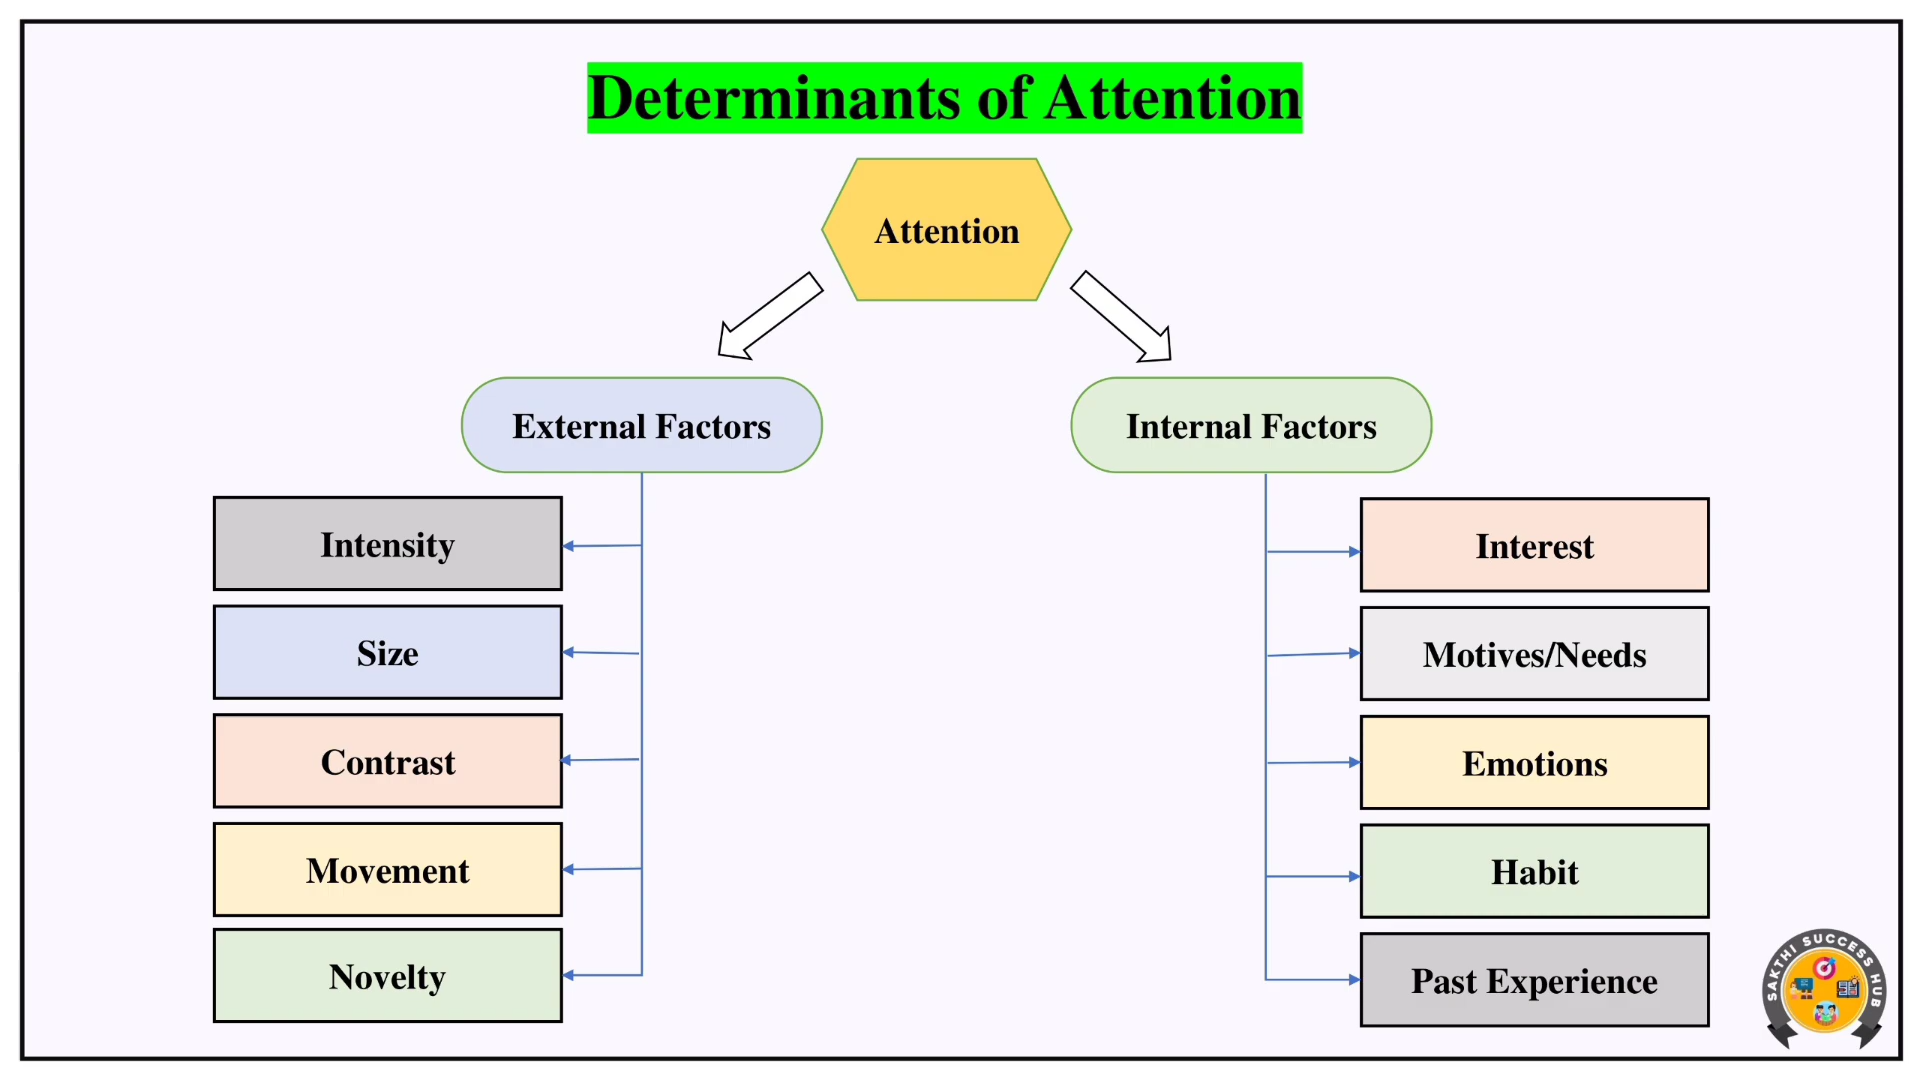 Determinants of Attention
Attention
External Factors
Internal Factors
Intensity
Size
Contrast
Movement
Novelty
Interest
Motives/Needs
Emotions
Habit
Past Experience
SAKTHI SUCCESS HUB